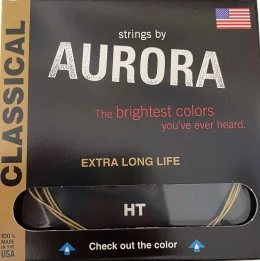 CLASSICAL
strings by
AURORA
The brightest colors
you've ever heard.
EXTRA LONG LIFE
HT
100%
MADE
IN THE
USA
Check out the color